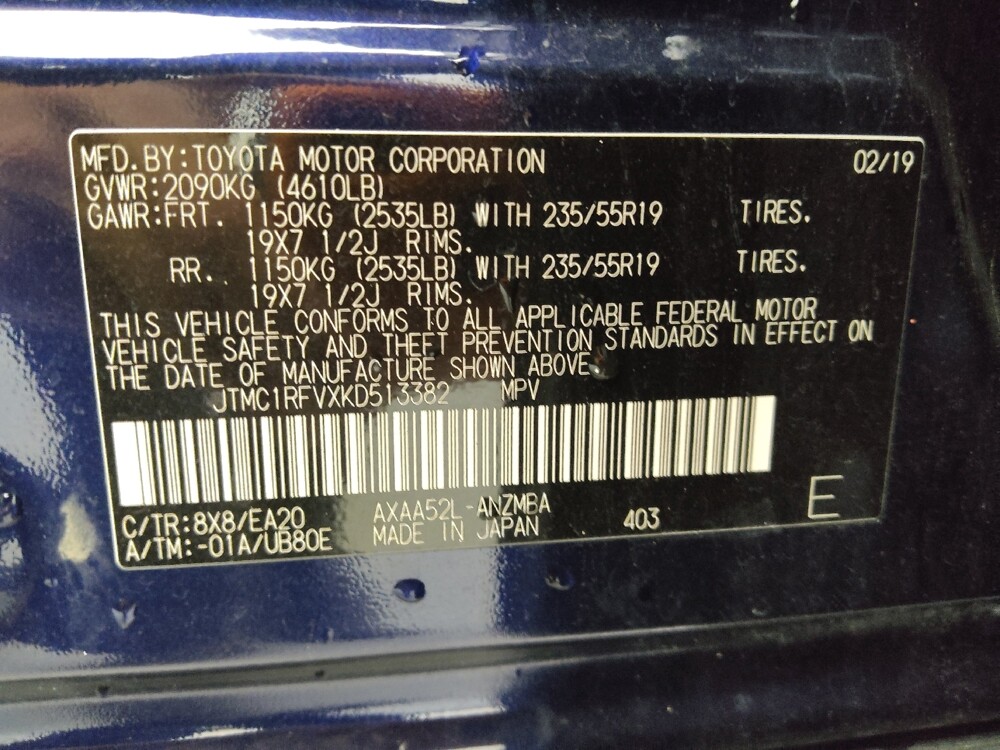 MFD.BY:TOYOTA MOTOR CORPORATION 02/19
GVWR:2090KG (4610LB)
GAWR:FRT. 1150KG (2535LB) WITH 235/55R19 TIRES.
19X7 1/2J RIMS.
RR. 1150KG (2535LB) WITH 235/55R19 TIRES.
19X7 1/2J RIMS.
THIS VEHICLE CONFORMS TO ALL APPLICABLE FEDERAL MOTOR
VEHICLE SAFETY AND THEFT PREVENTION STANDARDS IN EFFECT ON
THE DATE OF MANUFACTURE SHOWN ABOVE.
JTMC1RFVXKD513382 MPV
C/TR:8X8/EA20 AXAA52L-ANZMBA
A/TM:-01A/UB80E MADE IN JAPAN 403 E